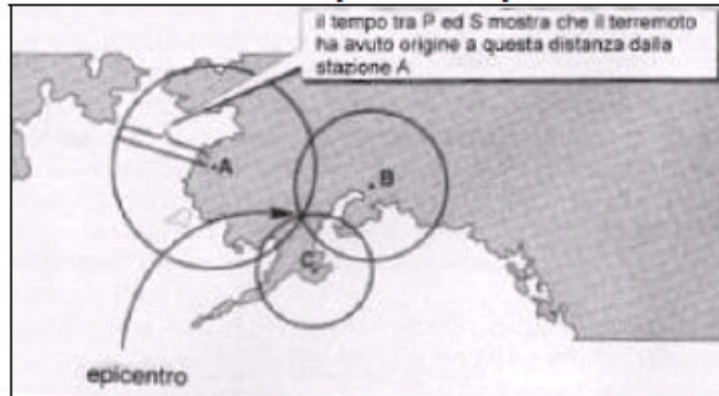 il tempo tra P ed S mostra che il terremoto
ha avuto origine a questa distanza dalla
stazione A
A
B
C
epicentro